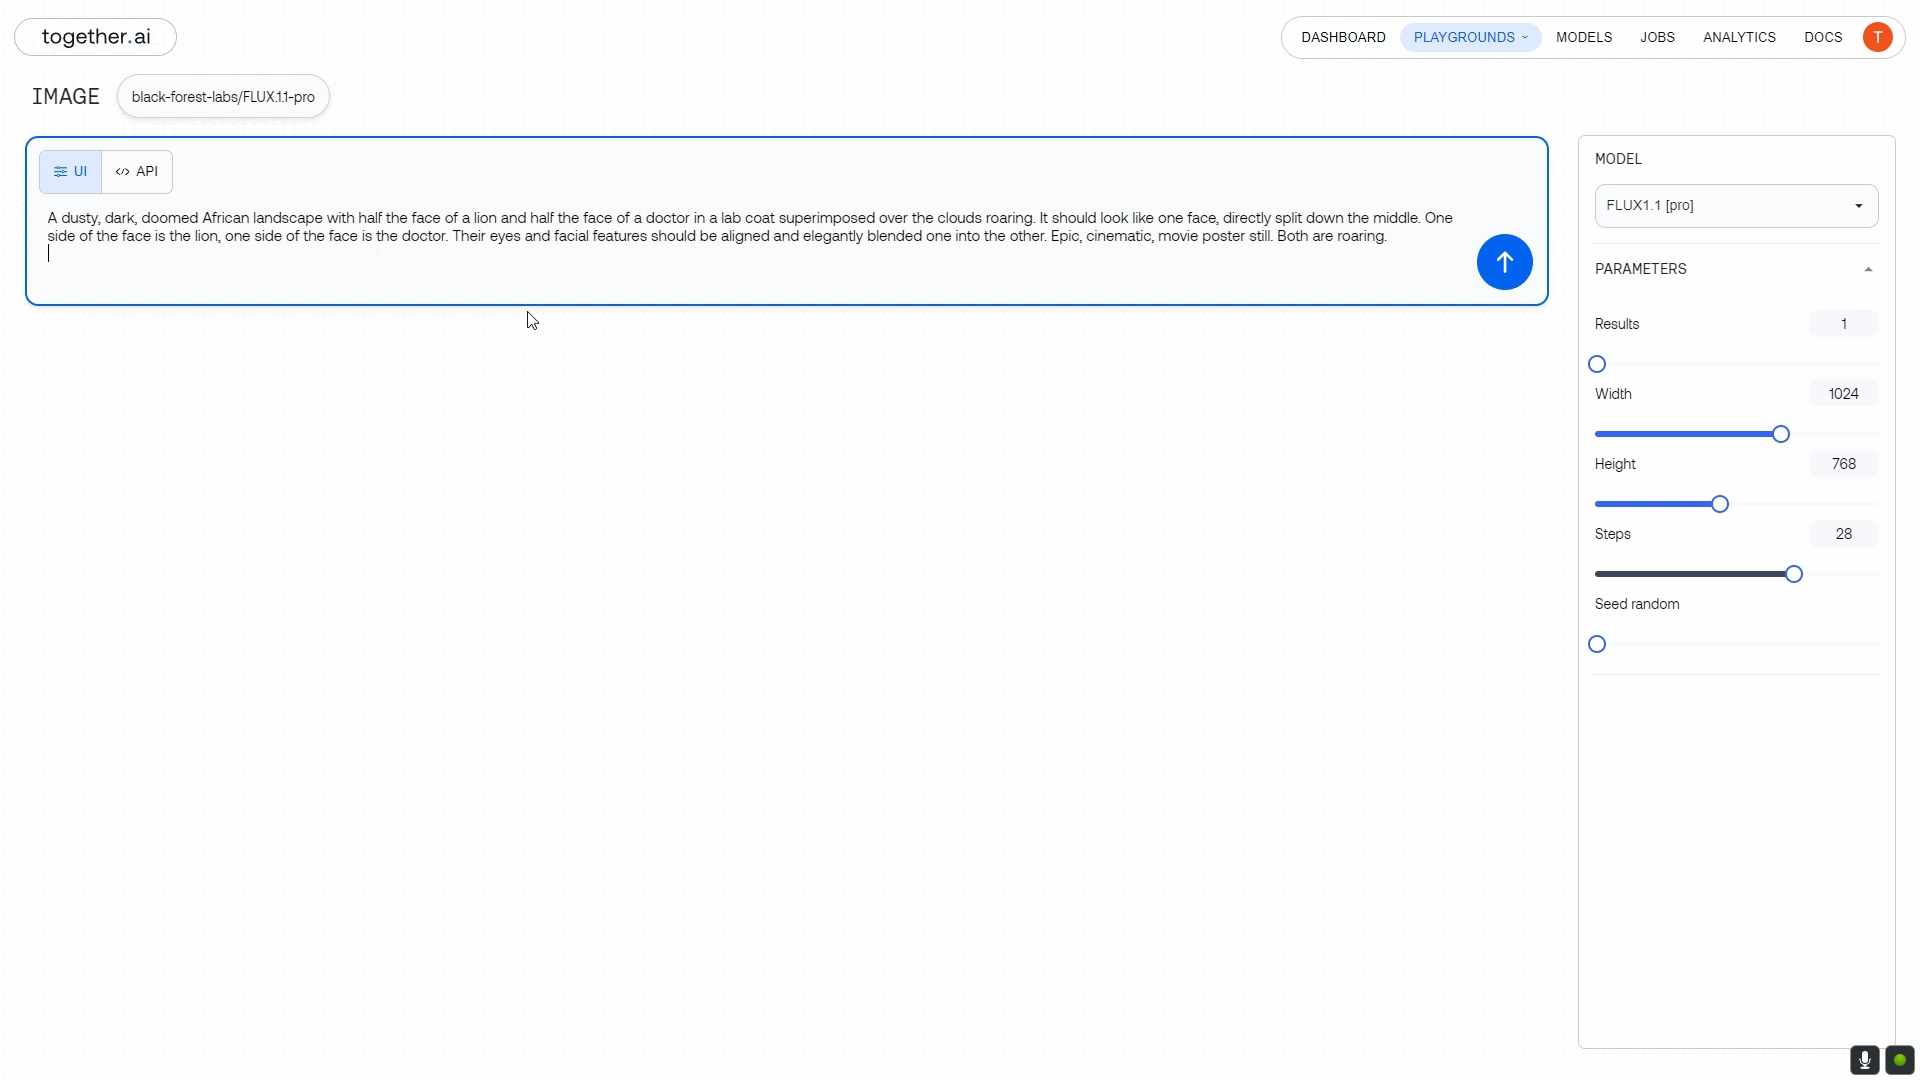 together.ai
DASHBOARD
PLAYGROUNDS
MODELS
JOBS
ANALYTICS
DOCS
T
IMAGE
black-forest-labs/FLUX.1.1-pro
UI
API
A dusty, dark, doomed African landscape with half the face of a lion and half the face of a doctor in a lab coat superimposed over the clouds roaring. It should look like one face, directly split down the middle. One
side of the face is the lion, one side of the face is the doctor. Their eyes and facial features should be aligned and elegantly blended one into the other. Epic, cinematic, movie poster still. Both are roaring.
MODEL
FLUX1.1 [pro]
PARAMETERS
Results
1
Width
1024
Height
768
Steps
28
Seed random